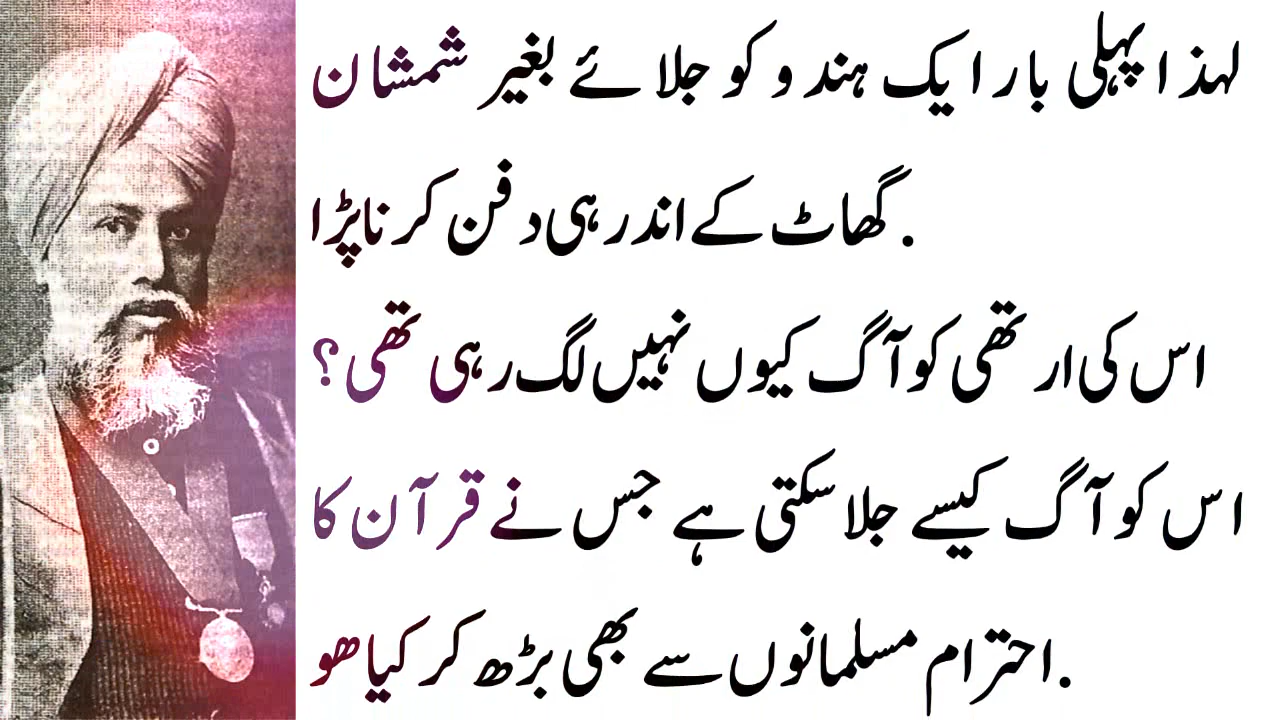 لہذا پہلی بار ایک ہندو کو جلائے بغیر شمشان
گھاٹ کے اندر ہی دفن کرنا پڑا.
اس کی ارتھی کو آگ کیوں نہیں لگ رہی تھی؟
اس کو آگ کیسے جلا سکتی ہے جس نے قرآن کا
احترام مسلمانوں سے بھی بڑھ کر کیا ھو.